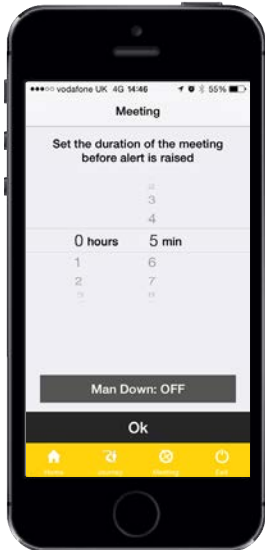 vodafone UK 4G 14:46 55%
Meeting
Set the duration of the meeting
before alert is raised
3
4
0 hours 5 min
1 6
2 7
Man Down: OFF
Ok
Home Journey Meeting Exit